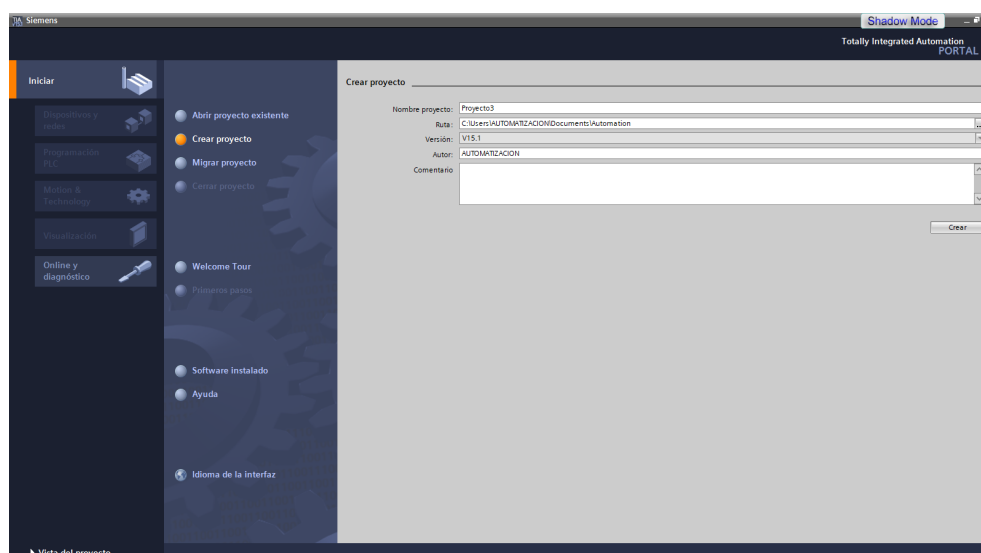 Siemens
Shadow Mode
Totally Integrated Automation
PORTAL
Iniciar
Dispositivos y
redes
Programación
PLC
Motion &
Technology
Visualización
Online y
diagnóstico
Abrir proyecto existente
Crear proyecto
Migrar proyecto
Cerrar proyecto
Welcome Tour
Primeros pasos
Software instalado
Ayuda
Idioma de la interfaz
Crear proyecto
Nombre proyecto: Proyecto3
Ruta: C:\Users\AUTOMATIZACION\Documents\Automation
...
Versión: V15.1
Autor: AUTOMATIZACION
Comentario
Crear
Vista del proyecto